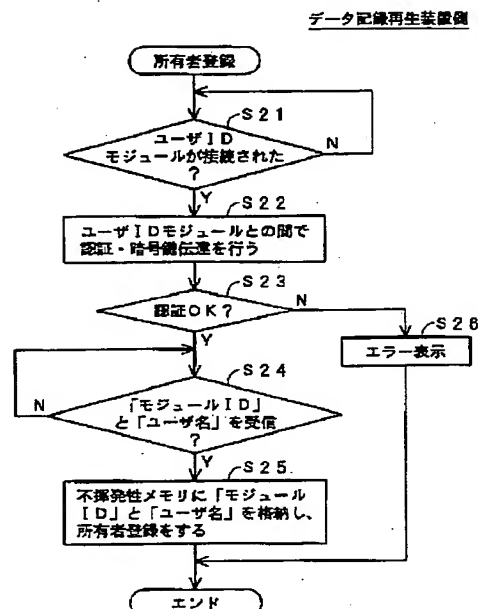 データ記録再生装置側
所有者登録
S21
ユーザID
モジュールが接続された
?
N
Y
S22
ユーザIDモジュールとの間で
認証・暗号鍵伝達を行う
S23
認証OK?
N
Y
S26
エラー表示
S24
「モジュールID」
と「ユーザ名」を受信
?
N
Y
S25
不揮発性メモリに「モジュール
ID」と「ユーザ名」を格納し、
所有者登録をする
エンド